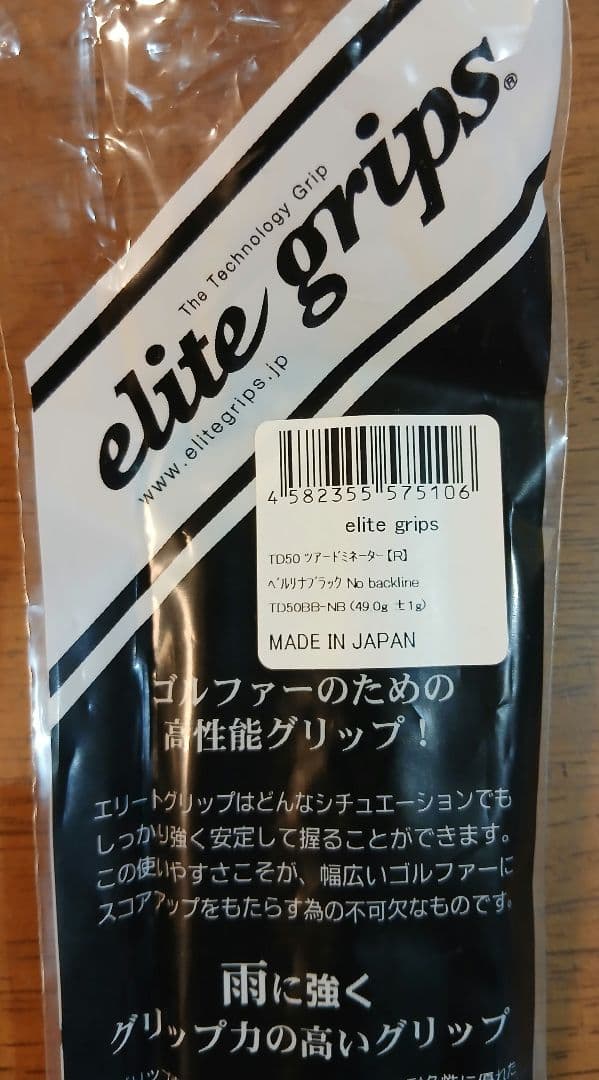 The Technology Grip
elite grips®
www.elitegrips.jp
4 582355 575106
elite grips
TD50 ツアードミネーター【R】
ベルリナブラック No backline
TD50BB-NB (49.0g ±1g)
MADE IN JAPAN
ゴルファーのための
高性能グリップ！
エリートグリップはどんなシチュエーションでも
しっかり強く安定して握ることができます。
この使いやすさこそが、幅広いゴルファーに
スコアアップをもたらす為の不可欠なものです。
雨に強く
グリップ力の高いグリップ